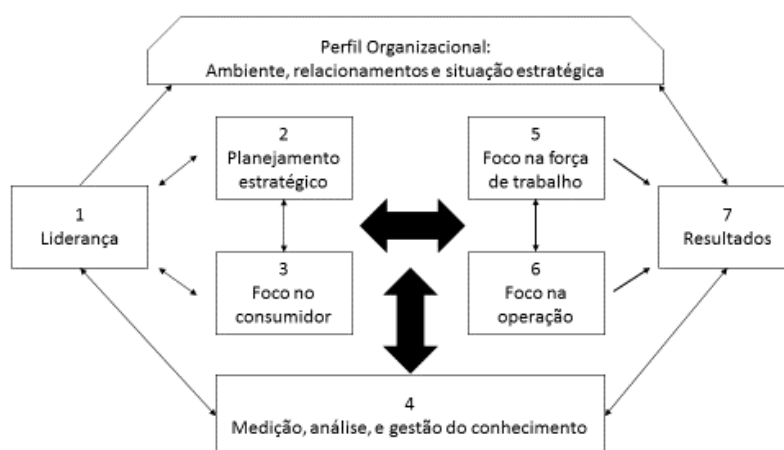 Perfil Organizacional:
Ambiente, relacionamentos e situação estratégica
2
Planejamento
estratégico
5
Foco na força
de trabalho
1
Liderança
7
Resultados
3
Foco no
consumidor
6
Foco na
operação
4
Medição, análise, e gestão do conhecimento